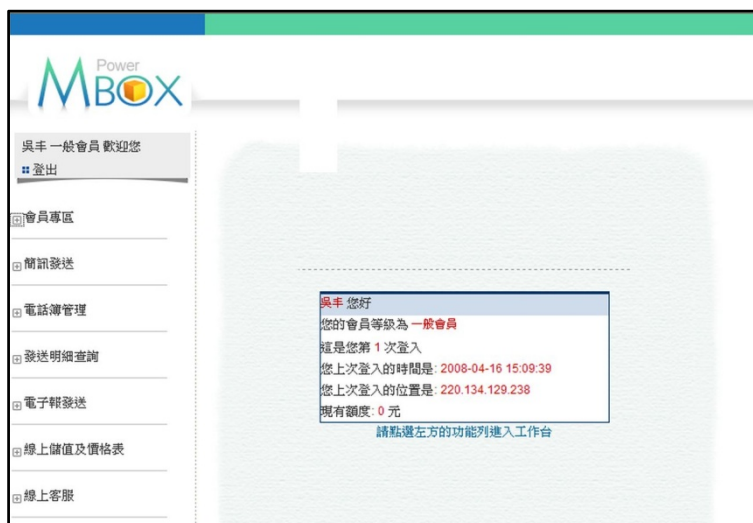 Power
MBOX
吳丰 一般會員 歡迎您
登出
會員專區
簡訊發送
電話簿管理
發送明細查詢
電子報發送
線上儲值及價格表
線上客服
吳丰 您好
您的會員等級為 一般會員
這是您第 1 次登入
您上次登入的時間是: 2008-04-16 15:09:39
您上次登入的位置是: 220.134.129.238
現有額度: 0 元
請點選左方的功能列進入工作台